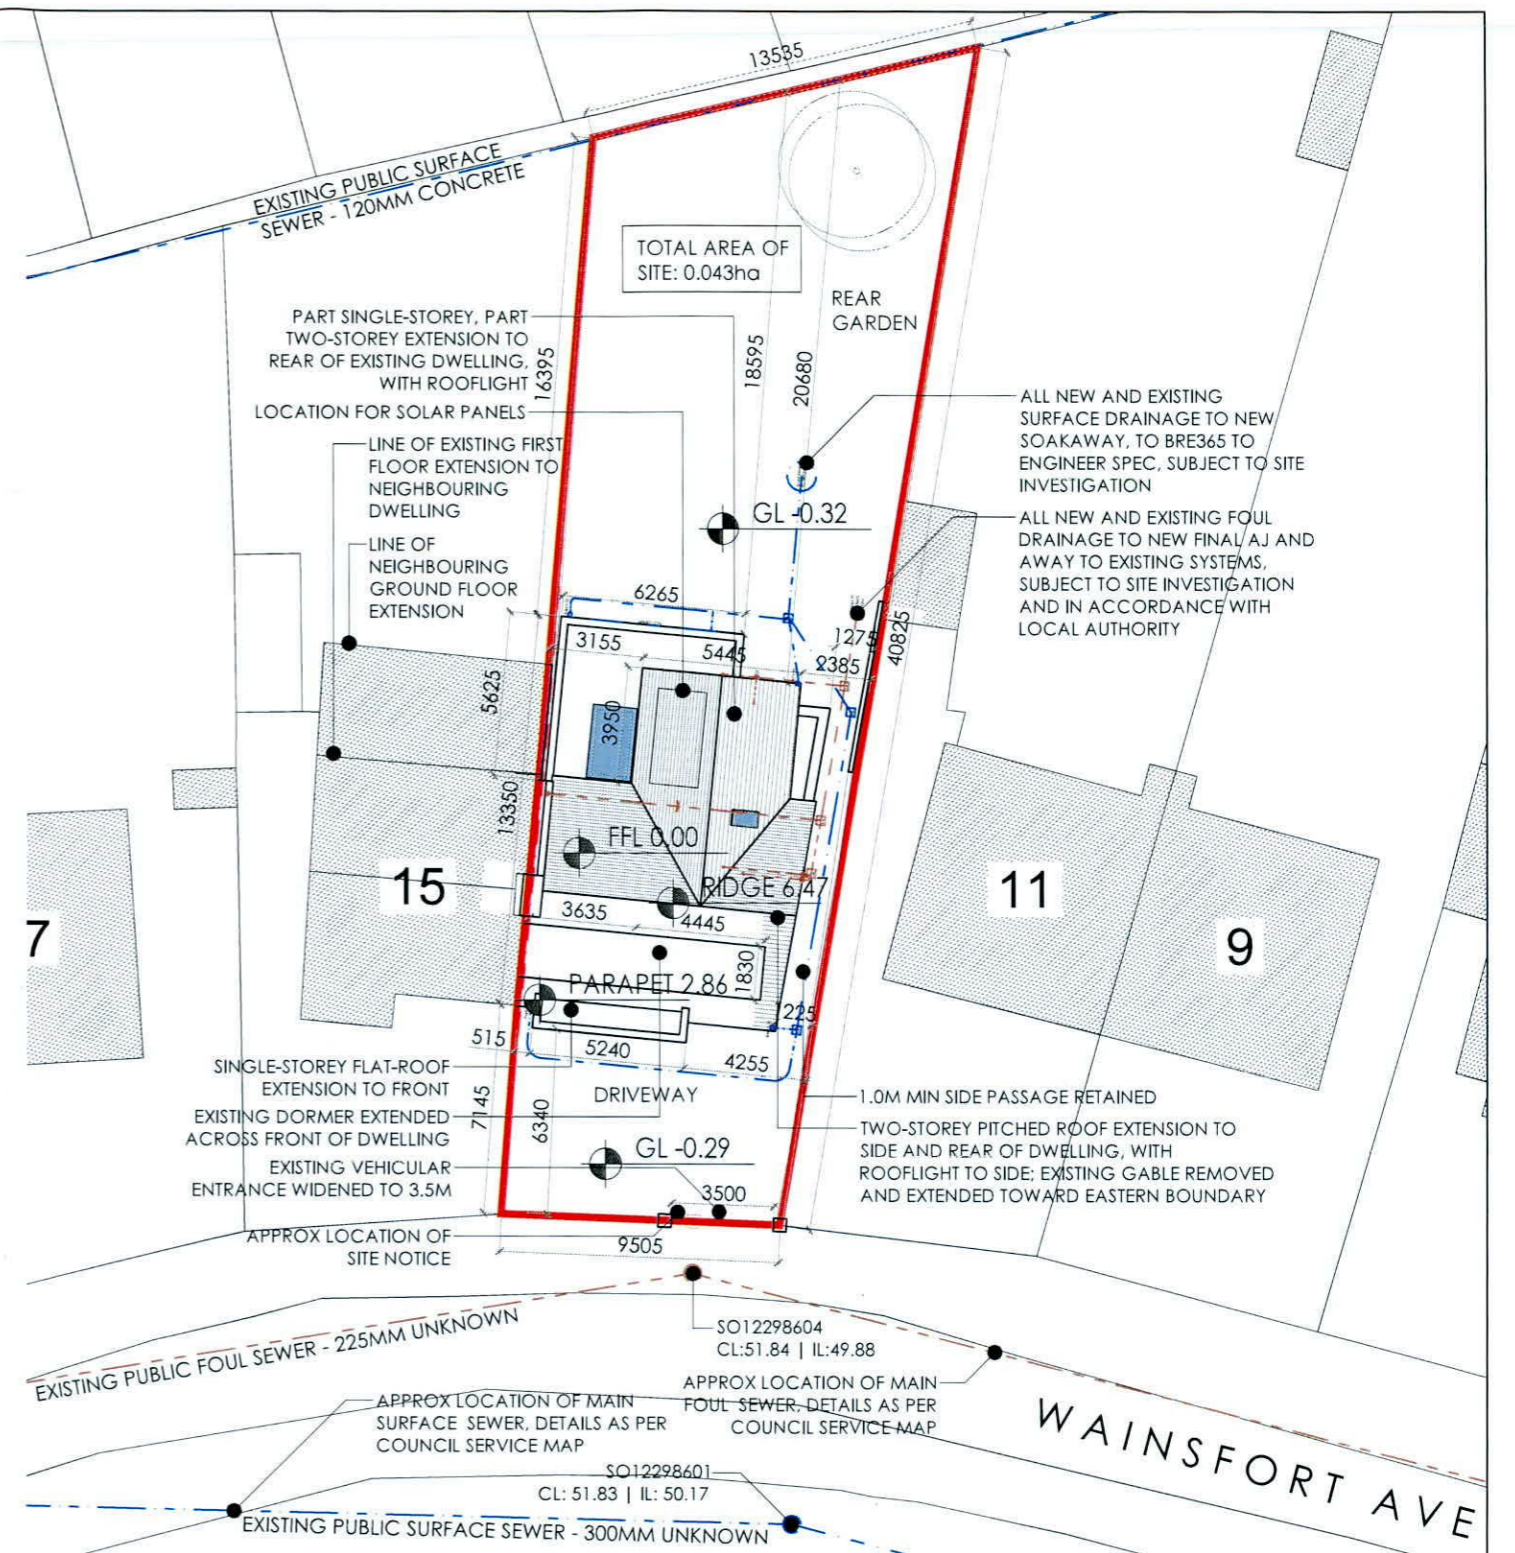 13535
EXISTING PUBLIC SURFACE
SEWER - 120MM CONCRETE
TOTAL AREA OF
SITE: 0.043ha
REAR
GARDEN
PART SINGLE-STOREY, PART
TWO-STOREY EXTENSION TO
REAR OF EXISTING DWELLING,
WITH ROOFLIGHT
16395
18595
20680
LOCATION FOR SOLAR PANELS
LINE OF EXISTING FIRST
FLOOR EXTENSION TO
NEIGHBOURING
DWELLING
LINE OF
NEIGHBOURING
GROUND FLOOR
EXTENSION
ALL NEW AND EXISTING
SURFACE DRAINAGE TO NEW
SOAKAWAY, TO BRE365 TO
ENGINEER SPEC, SUBJECT TO SITE
INVESTIGATION
ALL NEW AND EXISTING FOUL
DRAINAGE TO NEW FINAL AJ AND
AWAY TO EXISTING SYSTEMS,
SUBJECT TO SITE INVESTIGATION
AND IN ACCORDANCE WITH
LOCAL AUTHORITY
GL -0.32
6265
3155
5445
1275
2385
40825
5625
3950
13350
FFL 0.00
RIDGE 6.47
15
11
9
7
3635
4445
1830
PARAPET 2.86
1225
515
5240
4255
SINGLE-STOREY FLAT-ROOF
EXTENSION TO FRONT
EXISTING DORMER EXTENDED
ACROSS FRONT OF DWELLING
EXISTING VEHICULAR
ENTRANCE WIDENED TO 3.5M
APPROX LOCATION OF
SITE NOTICE
7145
6340
DRIVEWAY
GL -0.29
3500
9505
1.0M MIN SIDE PASSAGE RETAINED
TWO-STOREY PITCHED ROOF EXTENSION TO
SIDE AND REAR OF DWELLING, WITH
ROOFLIGHT TO SIDE; EXISTING GABLE REMOVED
AND EXTENDED TOWARD EASTERN BOUNDARY
EXISTING PUBLIC FOUL SEWER - 225MM UNKNOWN
SO12298604
CL:51.84 | IL:49.88
APPROX LOCATION OF MAIN
FOUL SEWER, DETAILS AS PER
COUNCIL SERVICE MAP
APPROX LOCATION OF MAIN
SURFACE SEWER, DETAILS AS PER
COUNCIL SERVICE MAP
SO12298601
CL: 51.83 | IL: 50.17
EXISTING PUBLIC SURFACE SEWER - 300MM UNKNOWN
WAINSFORT AVE